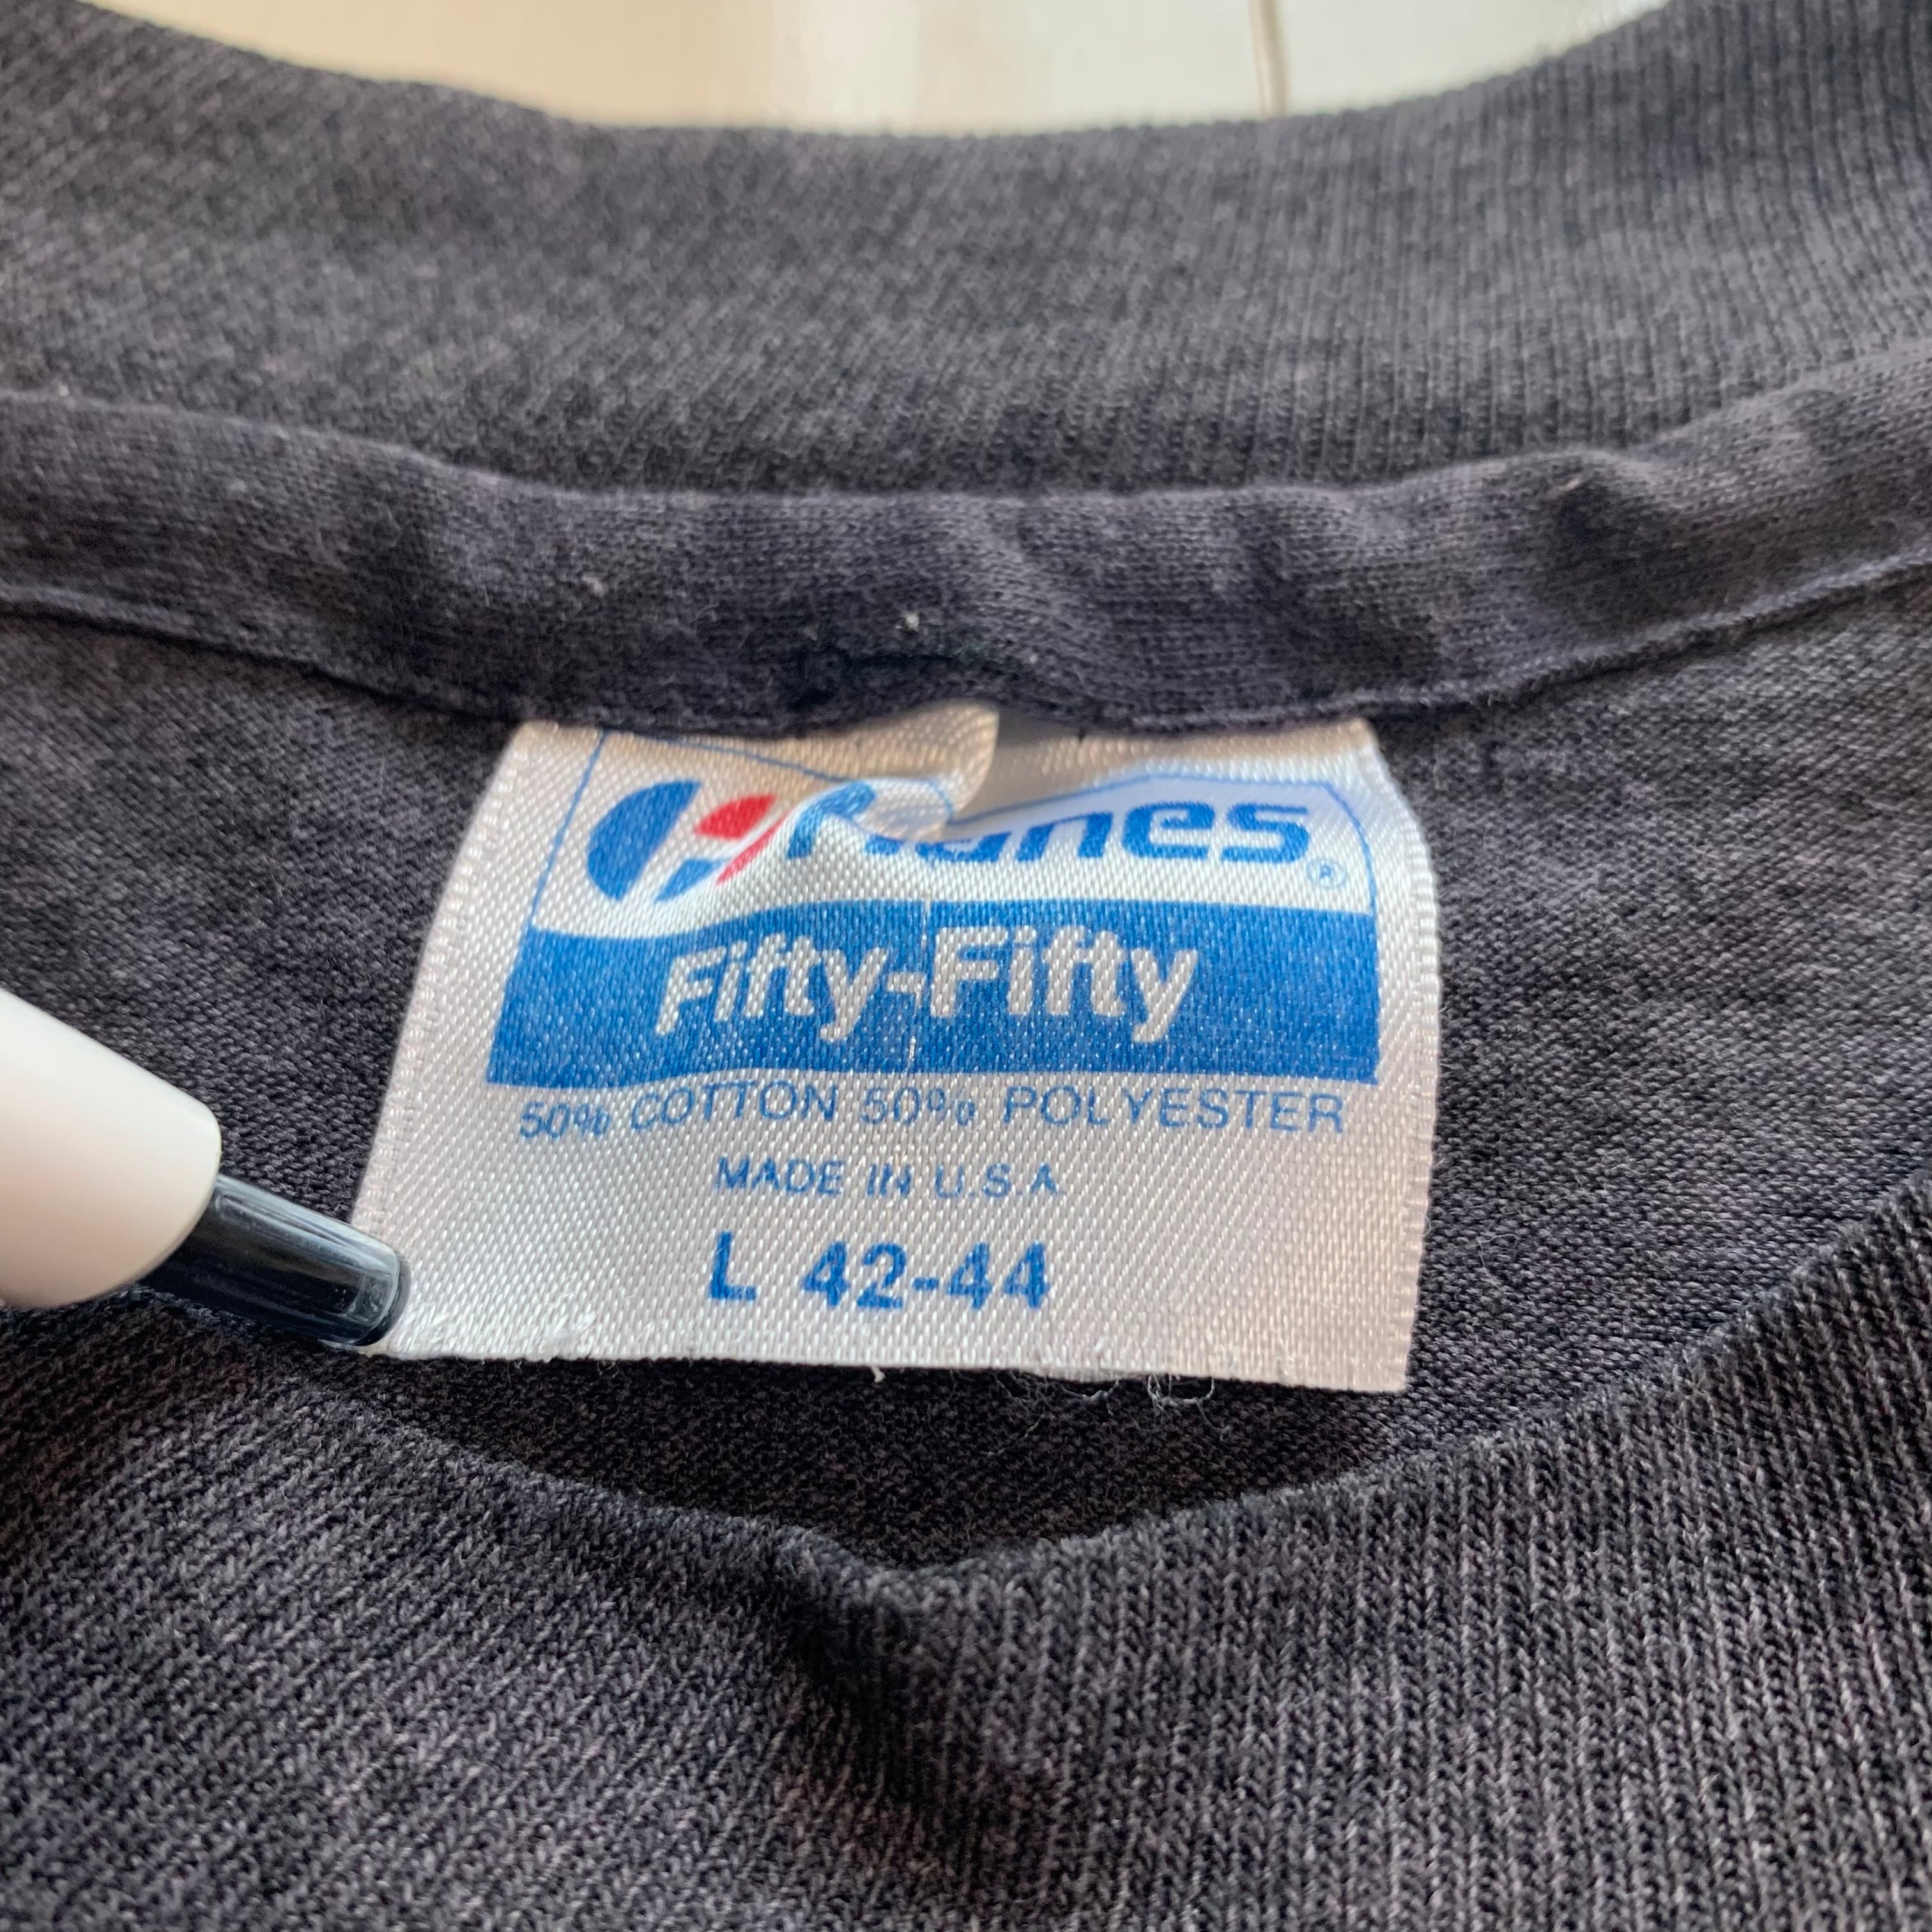 Hanes®
Fifty-Fifty
50% COTTON 50% POLYESTER
MADE IN U.S.A
L 42-44